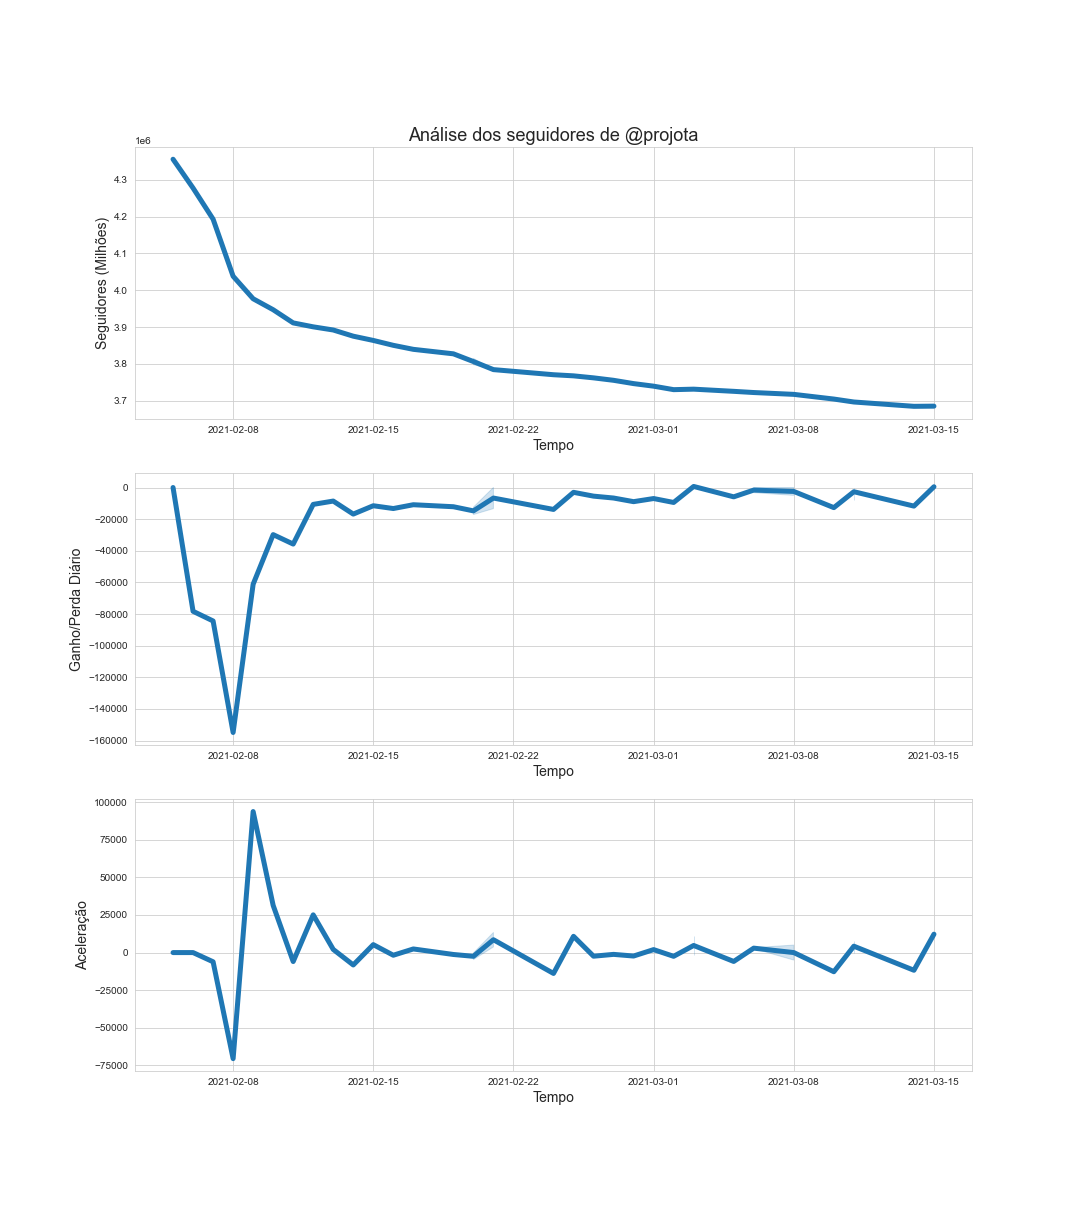 Análise dos seguidores de @projota
1e6
4.3
4.2
4.1
4.0
3.9
3.8
3.7
Seguidores (Milhões)
2021-02-08 2021-02-15 2021-02-22 2021-03-01 2021-03-08 2021-03-15
Tempo
0
−20000
−40000
−60000
−80000
−100000
−120000
−140000
−160000
Ganho/Perda Diário
2021-02-08 2021-02-15 2021-02-22 2021-03-01 2021-03-08 2021-03-15
Tempo
100000
75000
50000
25000
0
−25000
−50000
−75000
Aceleração
2021-02-08 2021-02-15 2021-02-22 2021-03-01 2021-03-08 2021-03-15
Tempo